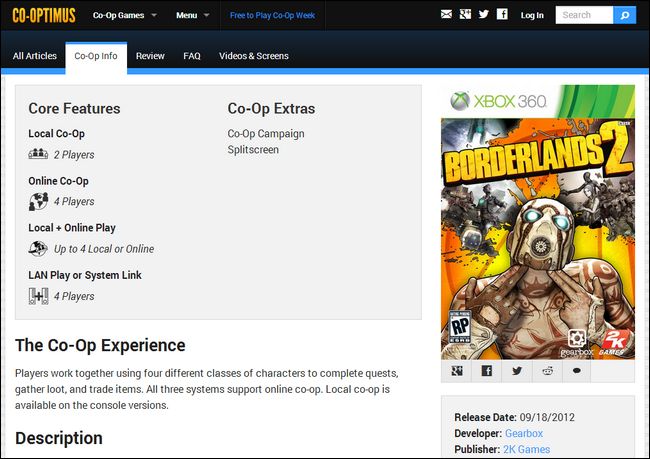 CO-OPTIMUS Co-Op Games Menu Free to Play Co-Op Week Log In Search
All Articles Co-Op Info Review FAQ Videos & Screens
Core Features
Local Co-Op
2 Players
Online Co-Op
4 Players
Local + Online Play
Up to 4 Local or Online
LAN Play or System Link
4 Players
Co-Op Extras
Co-Op Campaign
Splitscreen
XBOX 360
BORDERLANDS 2
RATING PENDING
RP
ESRB
gearbox
2K
GAMES
The Co-Op Experience
Players work together using four different classes of characters to complete quests,
gather loot, and trade items. All three systems support online co-op. Local co-op is
available on the console versions.
Description
Release Date: 09/18/2012
Developer: Gearbox
Publisher: 2K Games